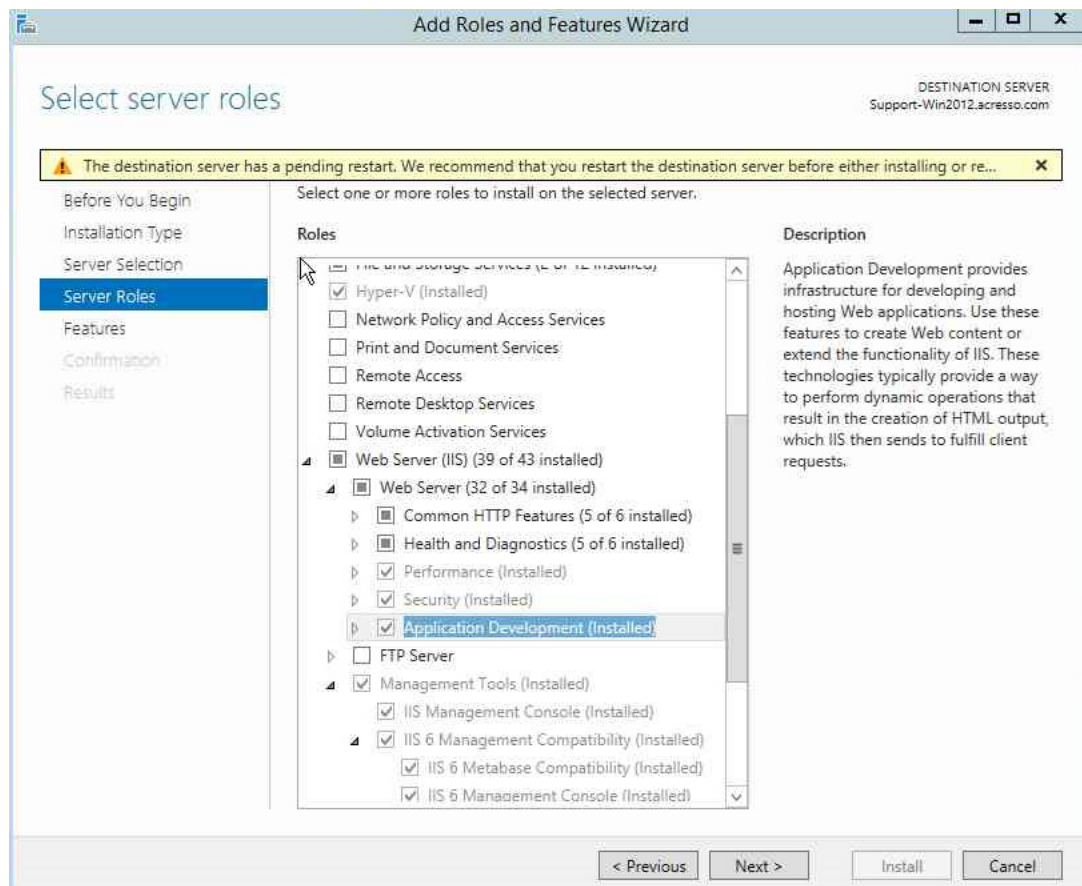 Add Roles and Features Wizard
Select server roles
DESTINATION SERVER
Support-Win2012.acresso.com
The destination server has a pending restart. We recommend that you restart the destination server before either installing or re...
Before You Begin
Installation Type
Server Selection
Server Roles
Features
Confirmation
Results
Select one or more roles to install on the selected server.
Roles
File and Storage Services (2 of 12 installed)
Hyper-V (Installed)
Network Policy and Access Services
Print and Document Services
Remote Access
Remote Desktop Services
Volume Activation Services
Web Server (IIS) (39 of 43 installed)
Web Server (32 of 34 installed)
Common HTTP Features (5 of 6 installed)
Health and Diagnostics (5 of 6 installed)
Performance (Installed)
Security (Installed)
Application Development (Installed)
FTP Server
Management Tools (Installed)
IIS Management Console (Installed)
IIS 6 Management Compatibility (Installed)
IIS 6 Metabase Compatibility (Installed)
IIS 6 Management Console (Installed)
Description
Application Development provides
infrastructure for developing and
hosting Web applications. Use these
features to create Web content or
extend the functionality of IIS. These
technologies typically provide a way
to perform dynamic operations that
result in the creation of HTML output,
which IIS then sends to fulfill client
requests.
< Previous
Next >
Install
Cancel